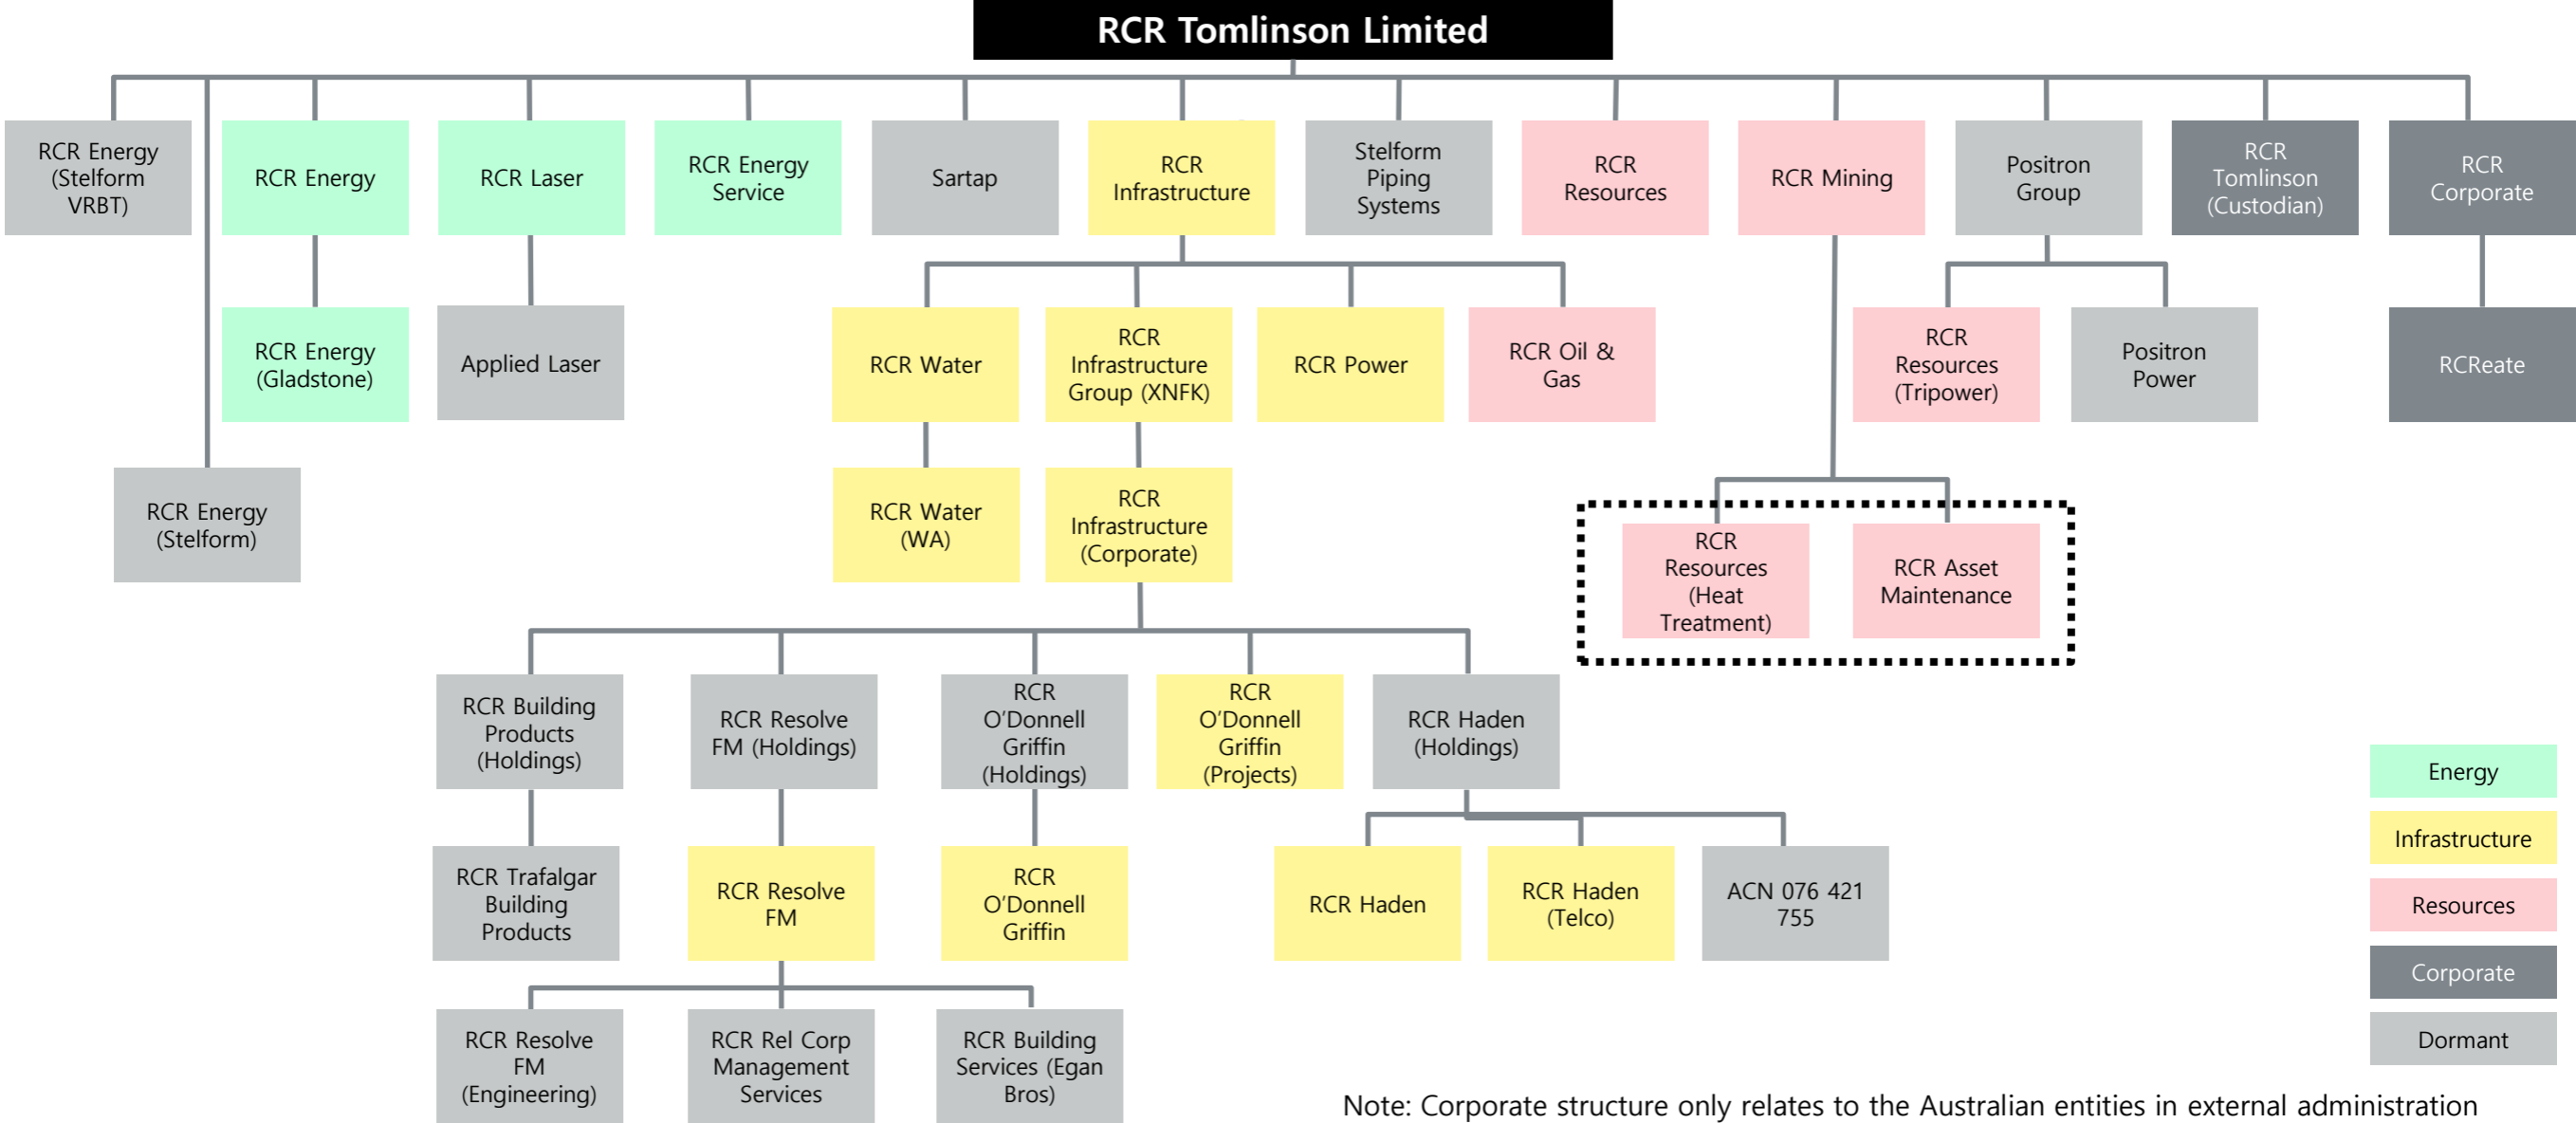 RCR Tomlinson Limited
RCR Energy
(Stelform
VRBT)
RCR Energy
RCR Laser
RCR Energy
Service
Sartap
RCR
Infrastructure
Stelform
Piping
Systems
RCR
Resources
RCR Mining
Positron
Group
RCR
Tomlinson
(Custodian)
RCR
Corporate
RCR Energy
(Gladstone)
Applied Laser
RCR Water
RCR
Infrastructure
Group (XNFK)
RCR Power
RCR Oil &
Gas
RCR
Resources
(Tripower)
Positron
Power
RCReate
RCR Energy
(Stelform)
RCR Water
(WA)
RCR
Infrastructure
(Corporate)
RCR
Resources
(Heat
Treatment)
RCR Asset
Maintenance
RCR Building
Products
(Holdings)
RCR Resolve
FM (Holdings)
RCR
O'Donnell
Griffin
(Holdings)
RCR
O'Donnell
Griffin
(Projects)
RCR Haden
(Holdings)
RCR Trafalgar
Building
Products
RCR Resolve
FM
RCR
O'Donnell
Griffin
RCR Haden
RCR Haden
(Telco)
ACN 076 421
755
RCR Resolve
FM
(Engineering)
RCR Rel Corp
Management
Services
RCR Building
Services (Egan
Bros)
Energy
Infrastructure
Resources
Corporate
Dormant
Note: Corporate structure only relates to the Australian entities in external administration